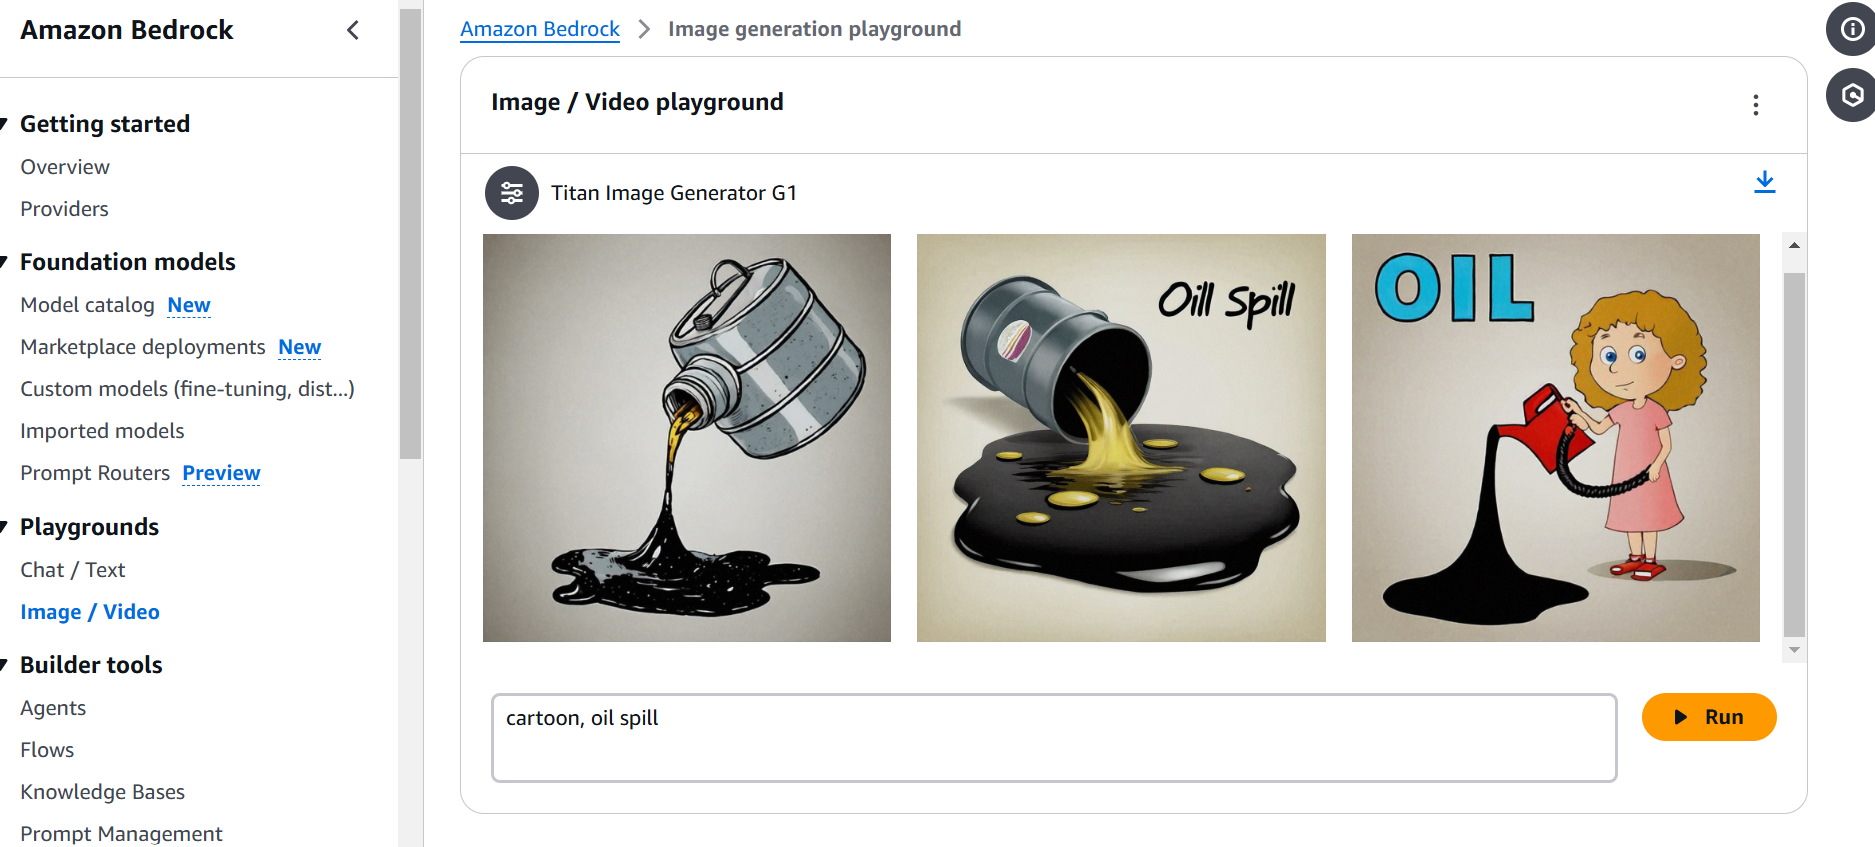 Amazon Bedrock
Getting started
Overview
Providers
Foundation models
Model catalog New
Marketplace deployments New
Custom models (fine-tuning, dist...)
Imported models
Prompt Routers Preview
Playgrounds
Chat / Text
Image / Video
Builder tools
Agents
Flows
Knowledge Bases
Prompt Management
Amazon Bedrock > Image generation playground
Image / Video playground
Titan Image Generator G1
Oill Spill
OIL
cartoon, oil spill
Run